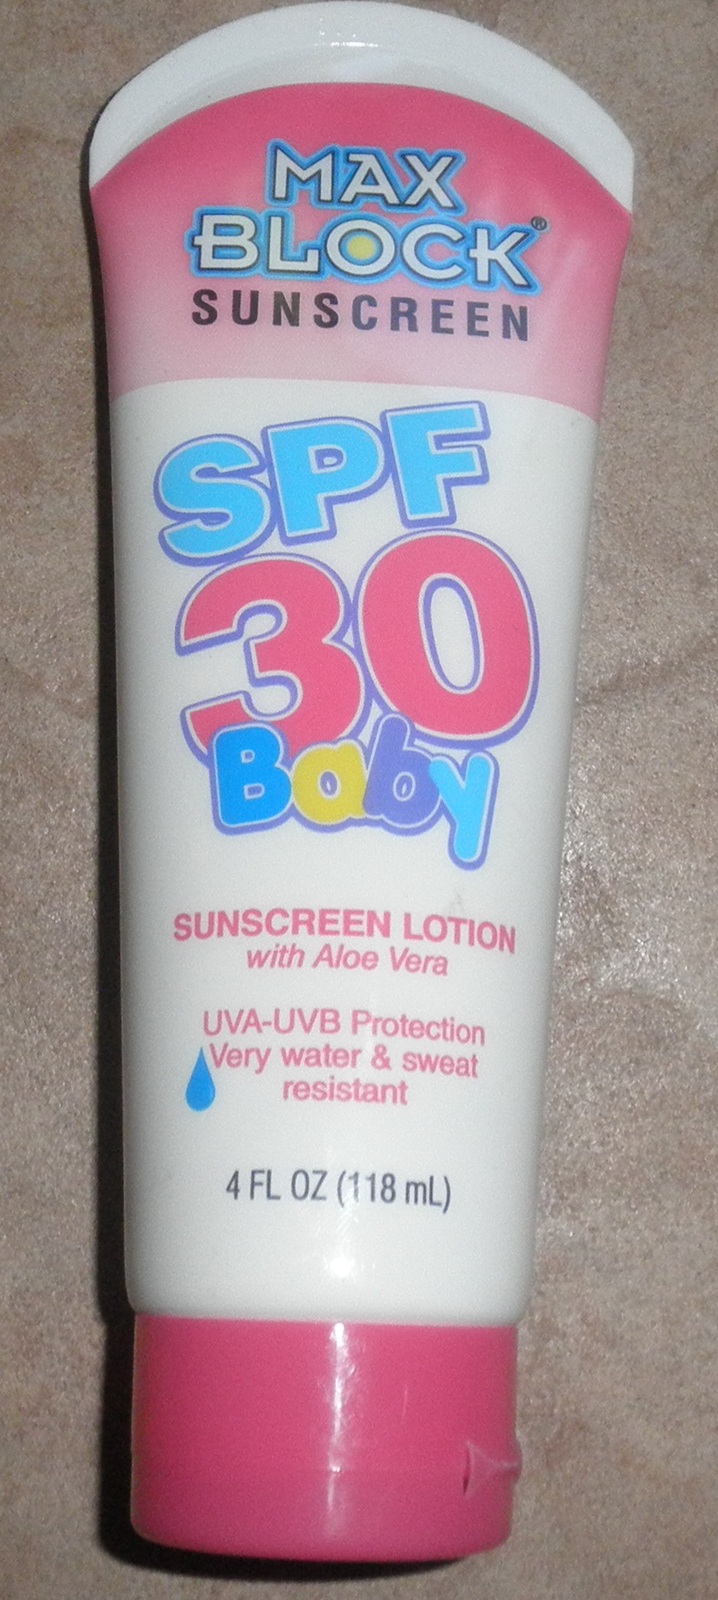 MAX
BLOCK®
SUNSCREEN
SPF
30
Baby
SUNSCREEN LOTION
with Aloe Vera
UVA-UVB Protection
Very water & sweat
resistant
4 FL OZ (118 mL)